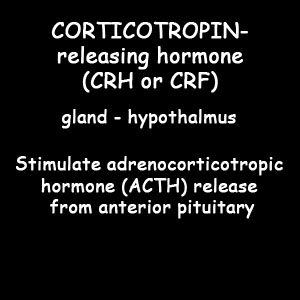 CORTICOTROPIN-
releasing hormone
(CRH or CRF)
gland - hypothalmus
Stimulate adrenocorticotropic
hormone (ACTH) release
from anterior pituitary